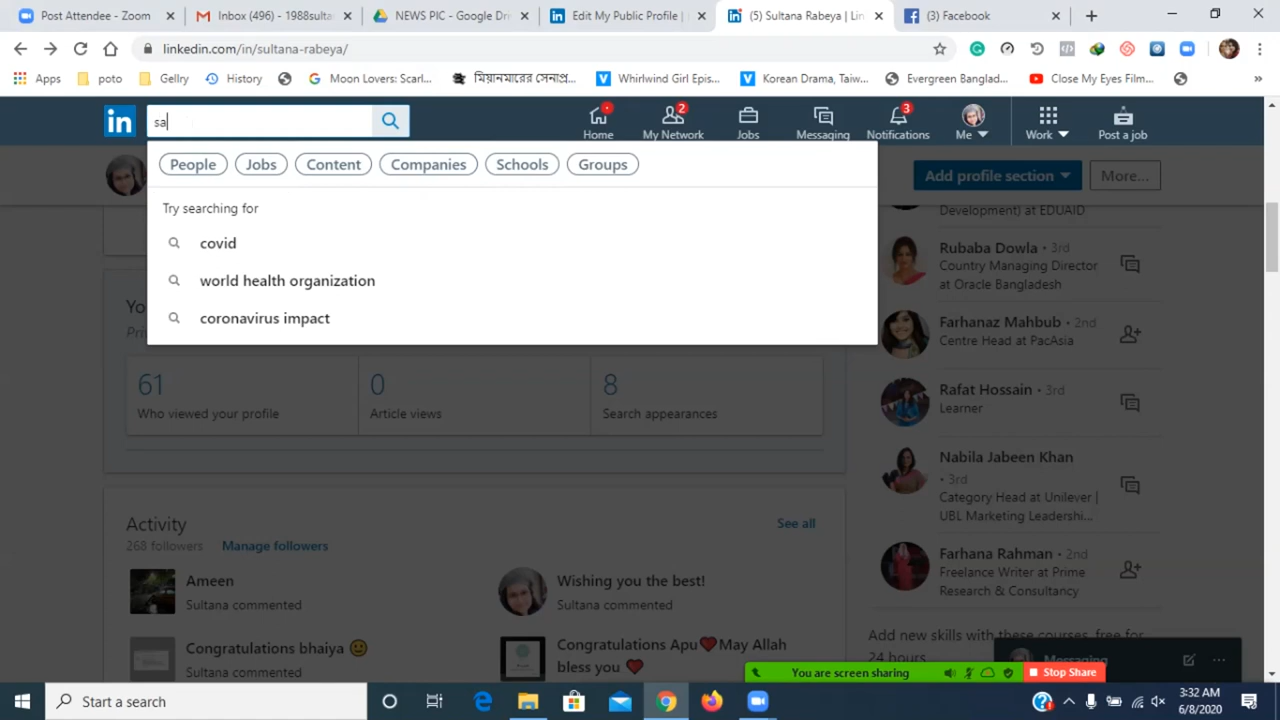 Post Attendee - Zoom
Inbox (496) - 1988sultan
NEWS PIC - Google Dr
Edit My Public Profile |
(5) Sultana Rabeya | Lin
(3) Facebook
linkedin.com/in/sultana-rabeya/
Apps
poto
Gellry
History
Moon Lovers: Scarl...
মিয়ানমারের সেনাপ্র...
Whirlwind Girl Epis...
Korean Drama, Taiw...
Evergreen Banglad...
Close My Eyes Film...
»
in
sa
Home
2
My Network
Jobs
Messaging
3
Notifications
Me
Work
Post a job
People
Jobs
Content
Companies
Schools
Groups
Add profile section
More...
Try searching for
covid
world health organization
coronavirus impact
Development) at EDUAID
Rubaba Dowla • 3rd
Country Managing Director
at Oracle Bangladesh
Farhanaz Mahbub • 2nd
Centre Head at PacAsia
Rafat Hossain • 3rd
Learner
Nabila Jabeen Khan
• 3rd
Category Head at Unilever |
UBL Marketing Leadershi...
Farhana Rahman • 2nd
Freelance Writer at Prime
Research & Consultancy
Add new skills with these courses, free for
24 hours
61
Who viewed your profile
0
Article views
8
Search appearances
Activity
See all
268 followers
Manage followers
Ameen
Sultana commented
Wishing you the best!
Sultana commented
Congratulations bhaiya 🙂
Sultana commented
Congratulations Apu❤️May Allah
bless you ❤️
Messaging
You are screen sharing
Stop Share
Start a search
3:32 AM
6/8/2020